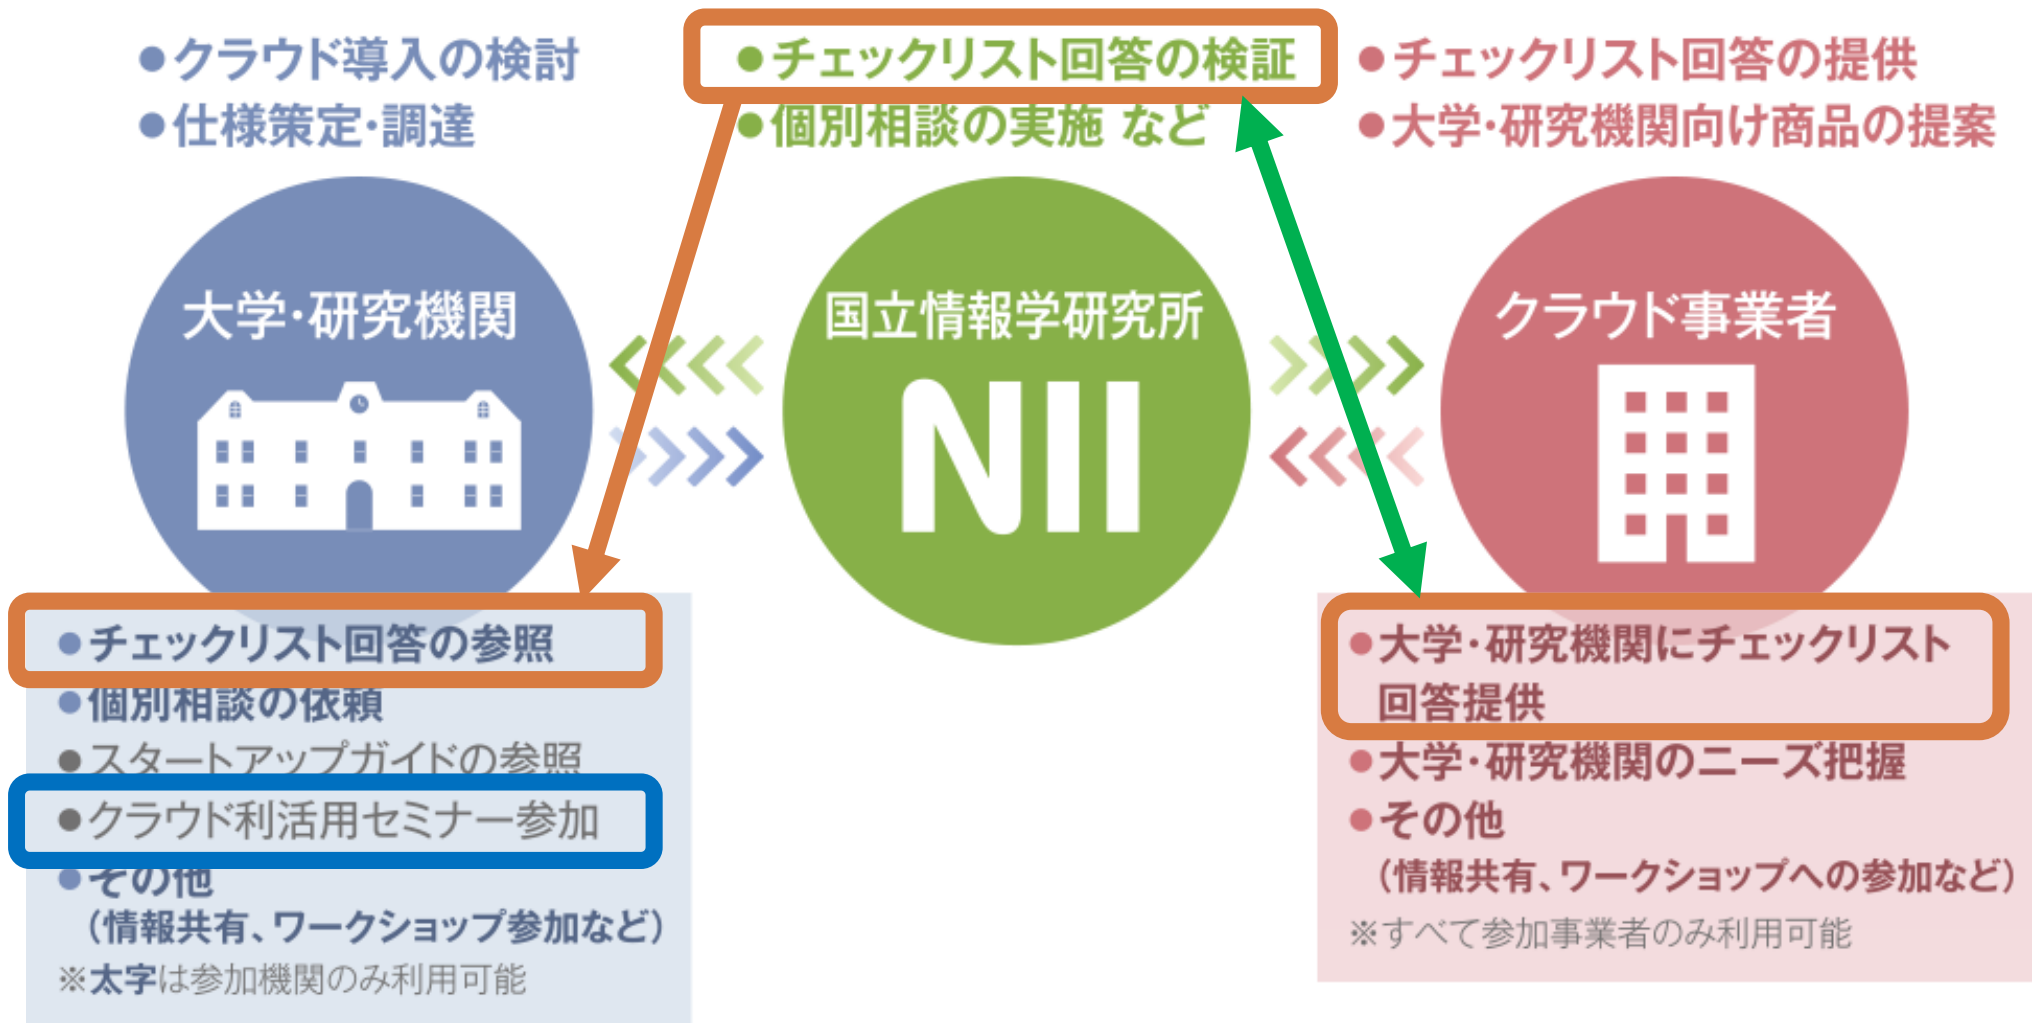 ●クラウド導入の検討
●仕様策定・調達
●チェックリスト回答の検証
●個別相談の実施 など
●チェックリスト回答の提供
●大学・研究機関向け商品の提案
大学・研究機関
国立情報学研究所
NII
クラウド事業者
●チェックリスト回答の参照
●個別相談の依頼
●スタートアップガイドの参照
●クラウド利活用セミナー参加
●その他
（情報共有、ワークショップ参加など）
※太字は参加機関のみ利用可能
●大学・研究機関にチェックリスト
回答提供
●大学・研究機関のニーズ把握
●その他
（情報共有、ワークショップへの参加など）
※すべて参加事業者のみ利用可能